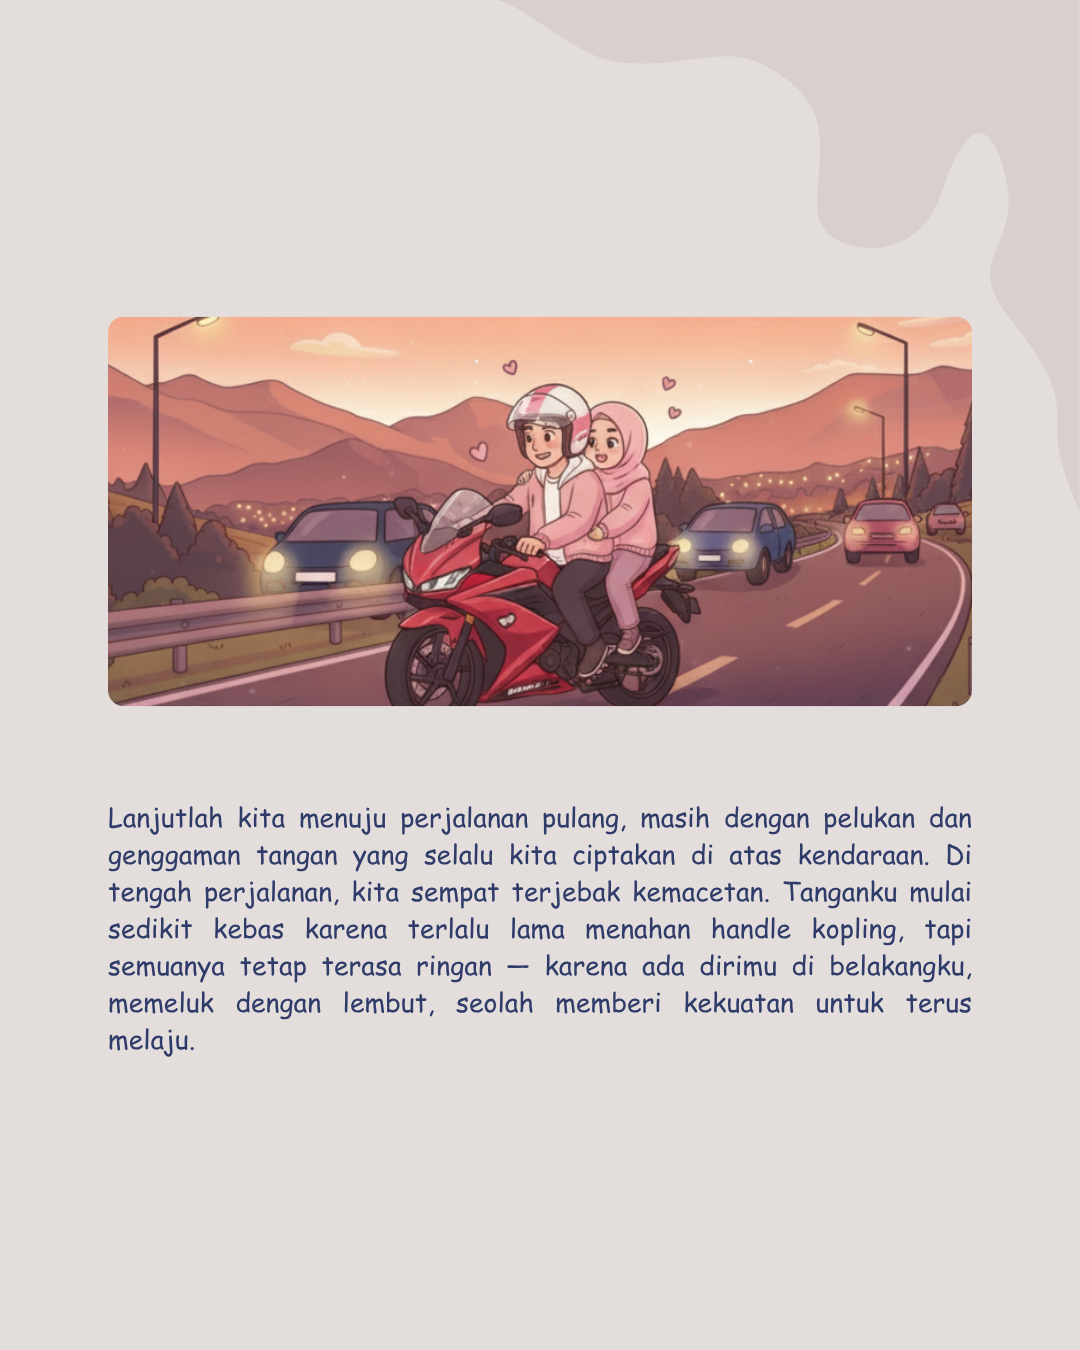 Lanjutlah kita menuju perjalanan pulang, masih dengan pelukan dan
genggaman tangan yang selalu kita ciptakan di atas kendaraan. Di
tengah perjalanan, kita sempat terjebak kemacetan. Tanganku mulai
sedikit kebas karena terlalu lama menahan handle kopling, tapi
semuanya tetap terasa ringan — karena ada dirimu di belakangku,
memeluk dengan lembut, seolah memberi kekuatan untuk terus
melaju.